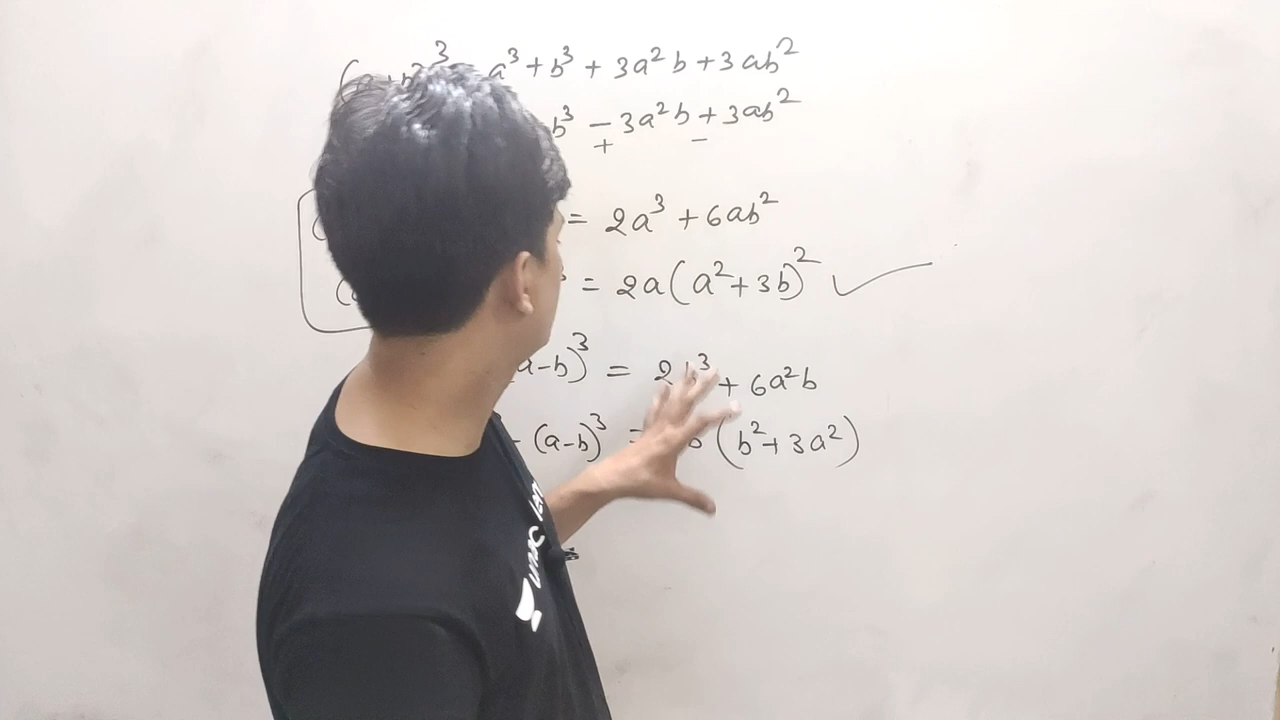 ( +b)³ a³ + b³ + 3a²b + 3ab²
b³ - 3a²b + 3ab²
+ -
= 2a³ + 6ab²
( = 2a(a²+3b)² ✓
(a-b)³ = 2b³ + 6a²b
- (a-b)³ = b (b²+3a²)